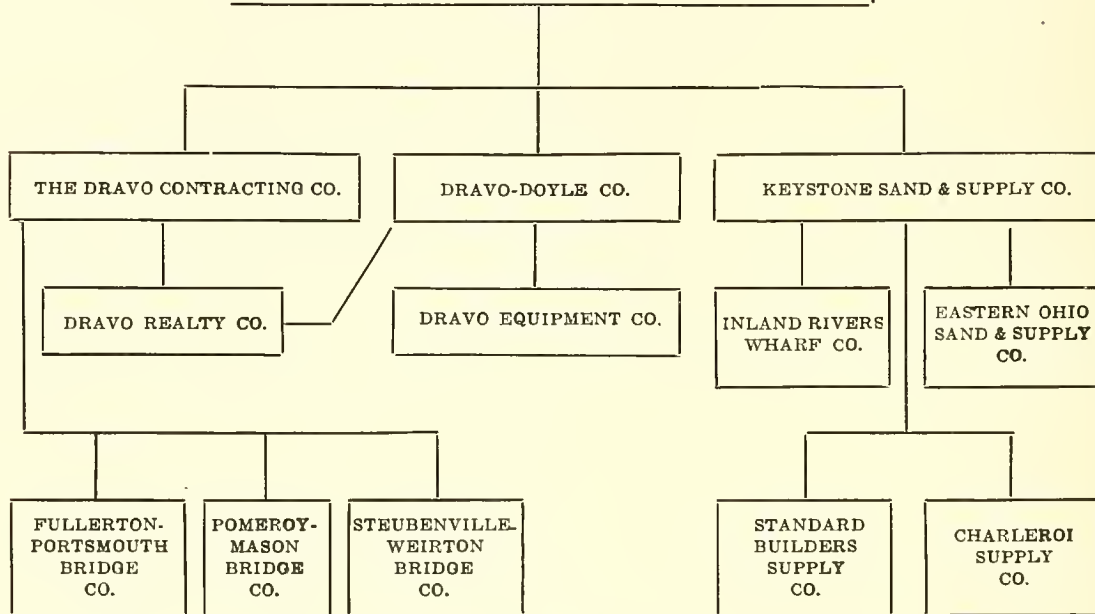 THE DRAVO CONTRACTING CO.
DRAVO-DOYLE CO.
KEYSTONE SAND & SUPPLY CO.
DRAVO REALTY CO.
DRAVO EQUIPMENT CO.
INLAND RIVERS
WHARF CO.
EASTERN OHIO
SAND & SUPPLY
CO.
FULLERTON-
PORTSMOUTH
BRIDGE
CO.
POMEROY-
MASON
BRIDGE
CO.
STEUBENVILLE-
WEIRTON
BRIDGE
CO.
STANDARD
BUILDERS
SUPPLY
CO.
CHARLEROI
SUPPLY
CO.